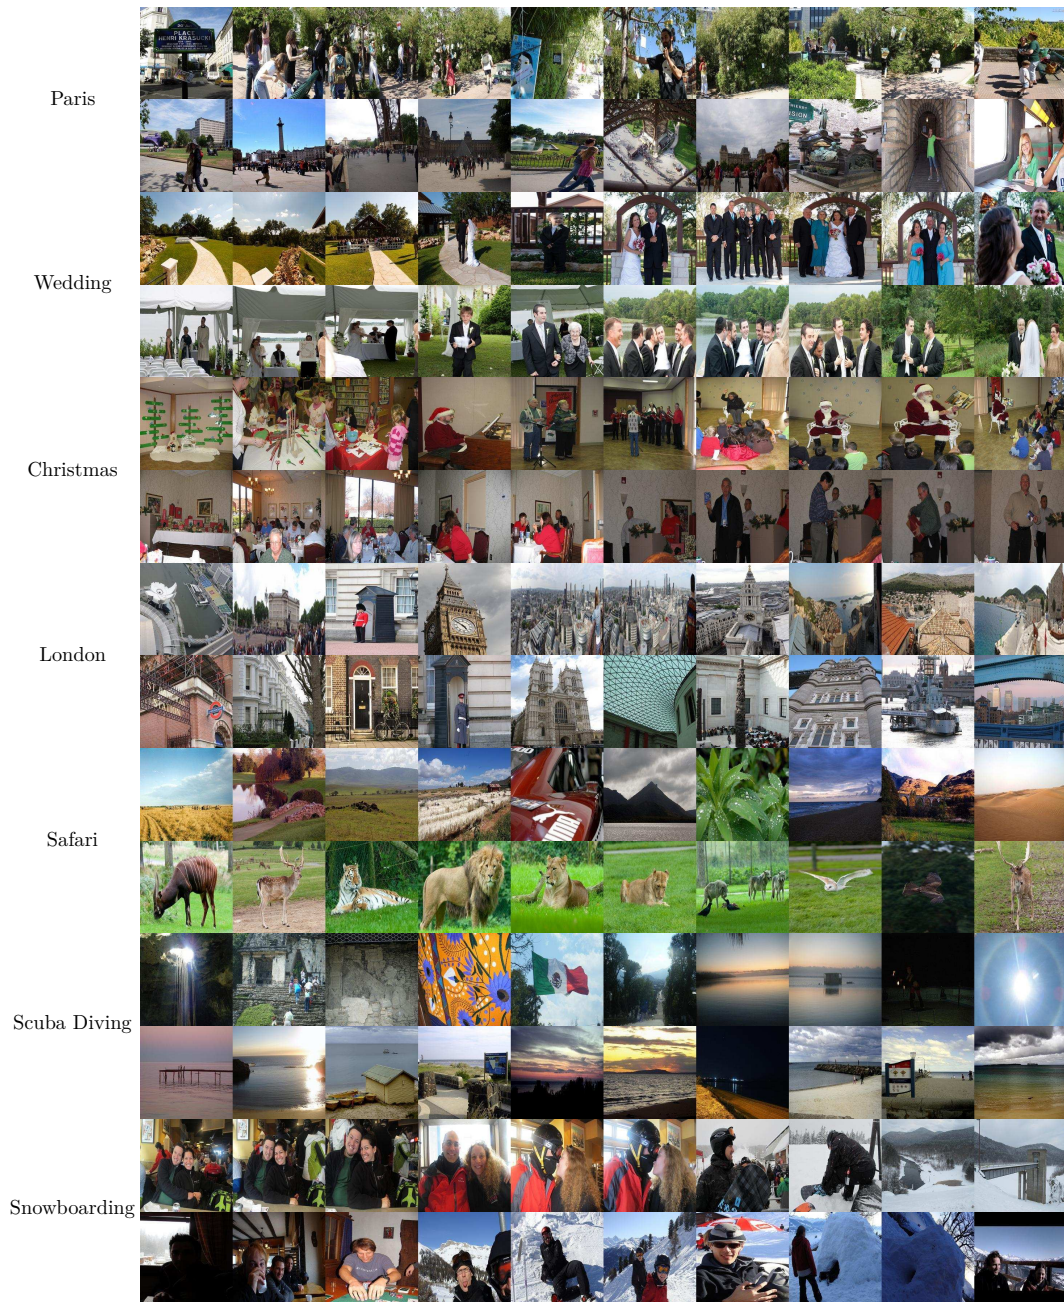 Paris
PLACE
HENRI KRASUCKI
Wedding
Christmas
London
Safari
Scuba Diving
Snowboarding